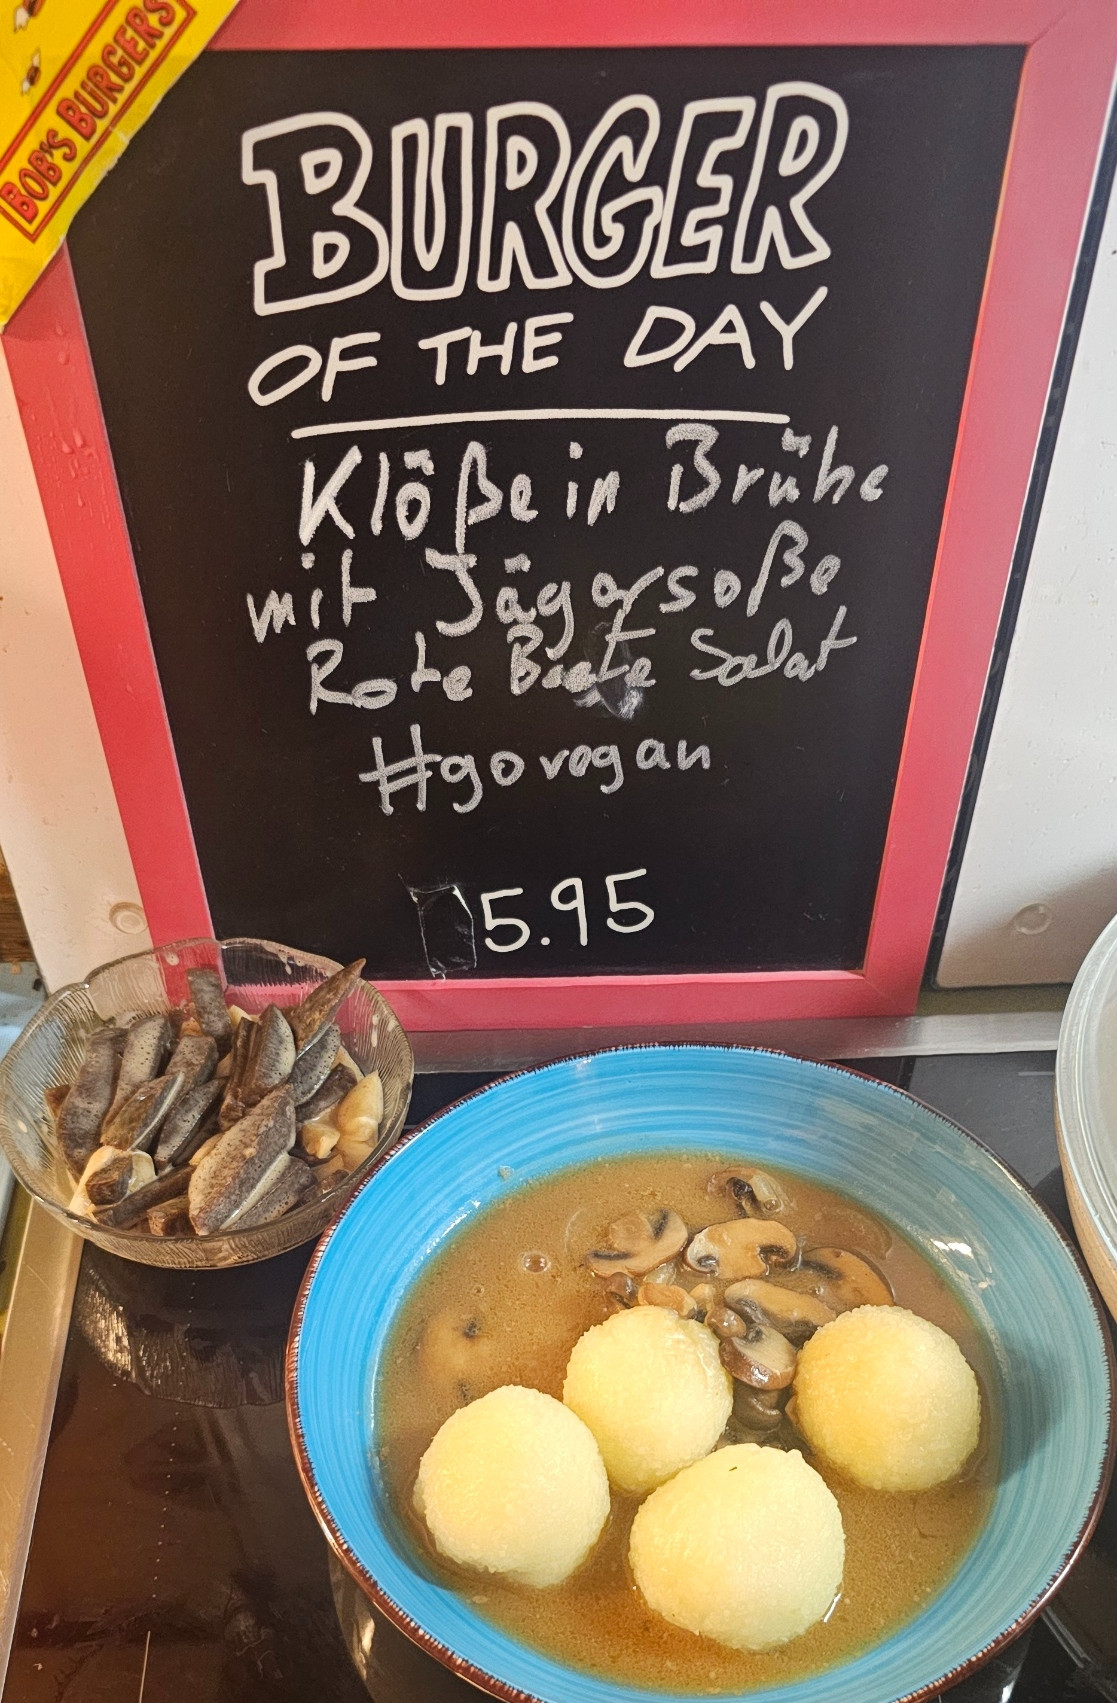 BOB'S BURGERS
BURGER
OF THE DAY
Klöße in Brühe
mit Jägersoße
Rote Beete Salat
#govegan
5.95